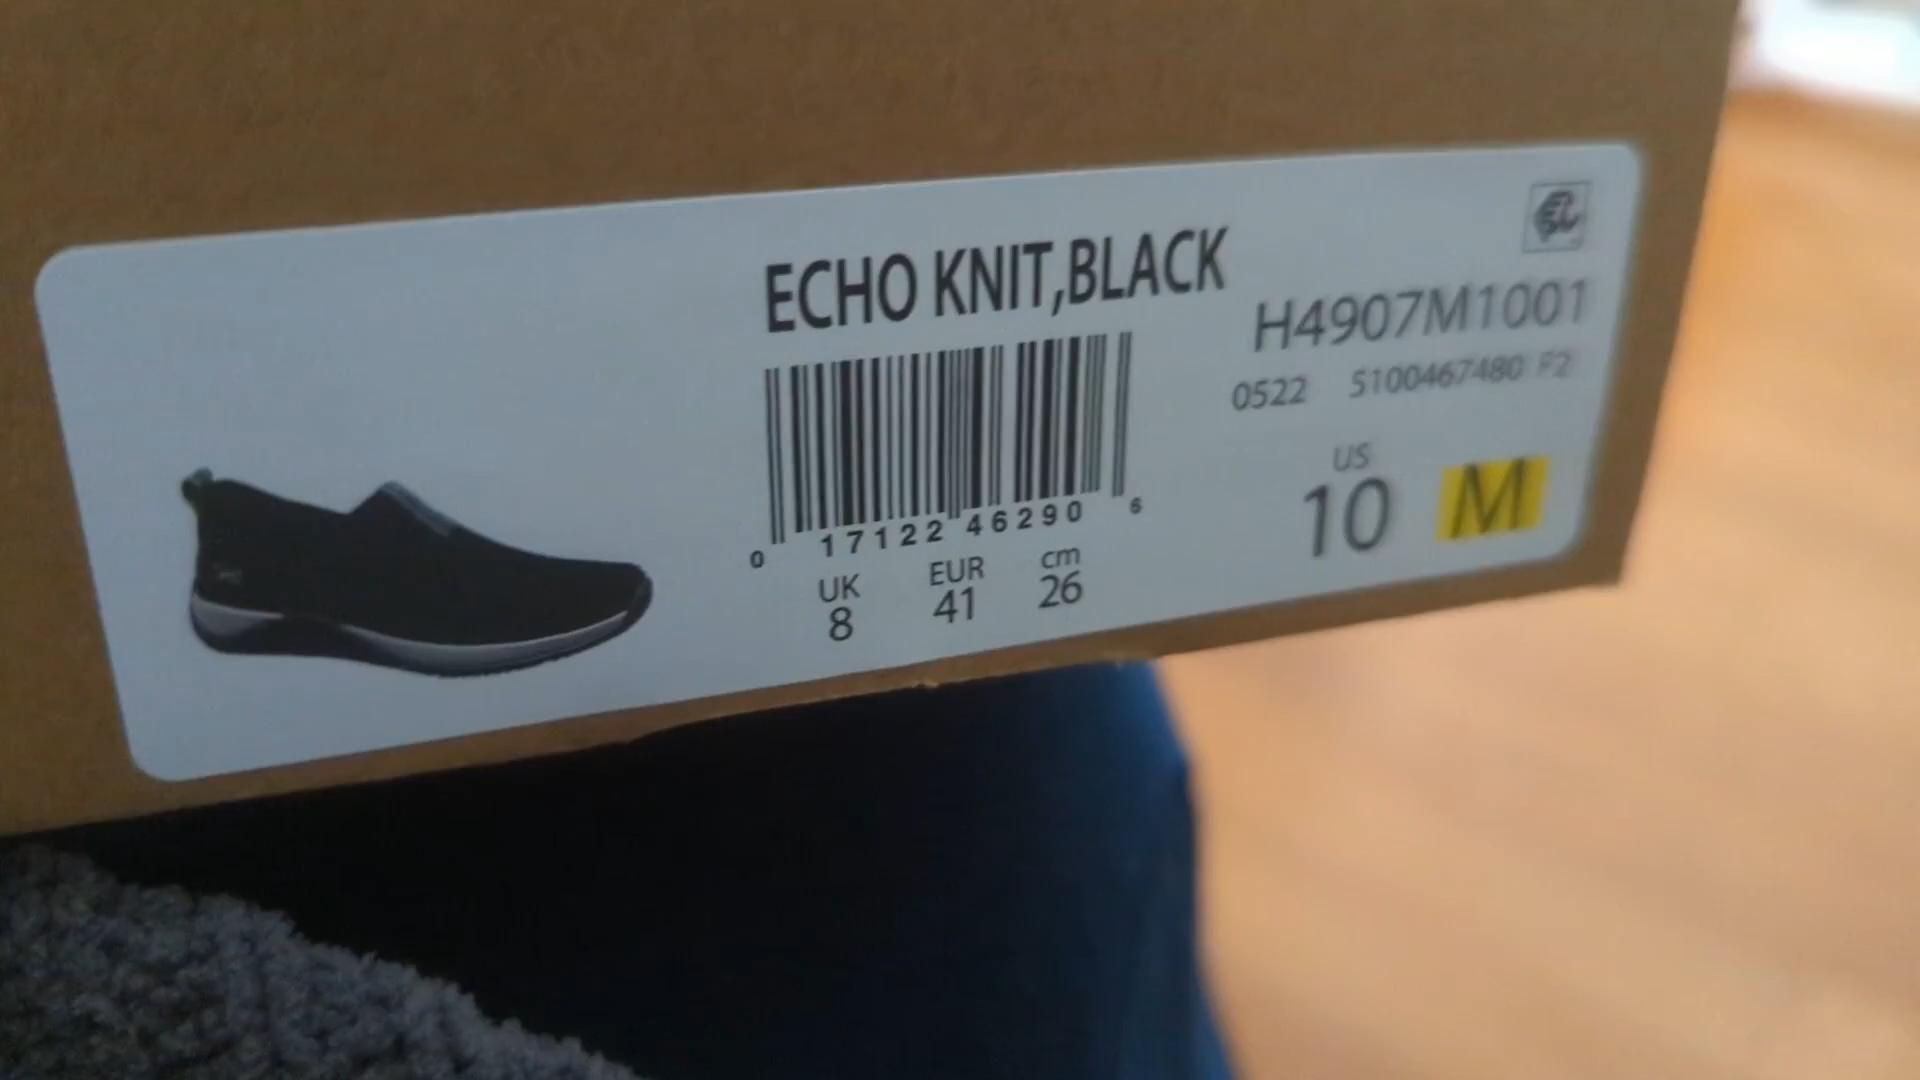 ECHO KNIT,BLACK
H4907M1001
0522 5100467480 F2
0 17122 46290 6
US
10 M
UK EUR cm
8 41 26